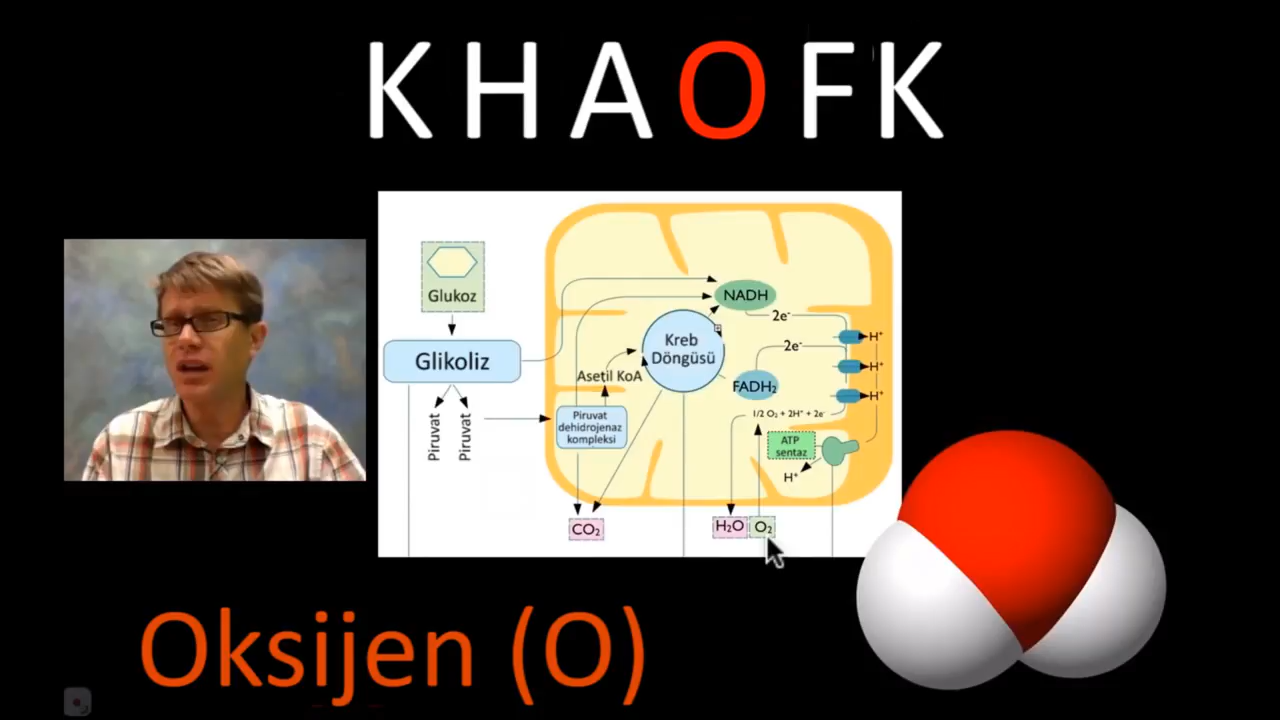 KHAOFK
Glukoz
NADH
2e⁻
Glikoliz
Kreb
Döngüsü
H⁺
2e⁻
Asetil KoA
H⁺
FADH₂
H⁺
Piruvat
Piruvat
Piruvat
dehidrojenaz
kompleksi
1/2 O₂ + 2H⁺ + 2e⁻
ATP
sentaz
H⁺
CO₂
H₂O
O₂
Oksijen (O)